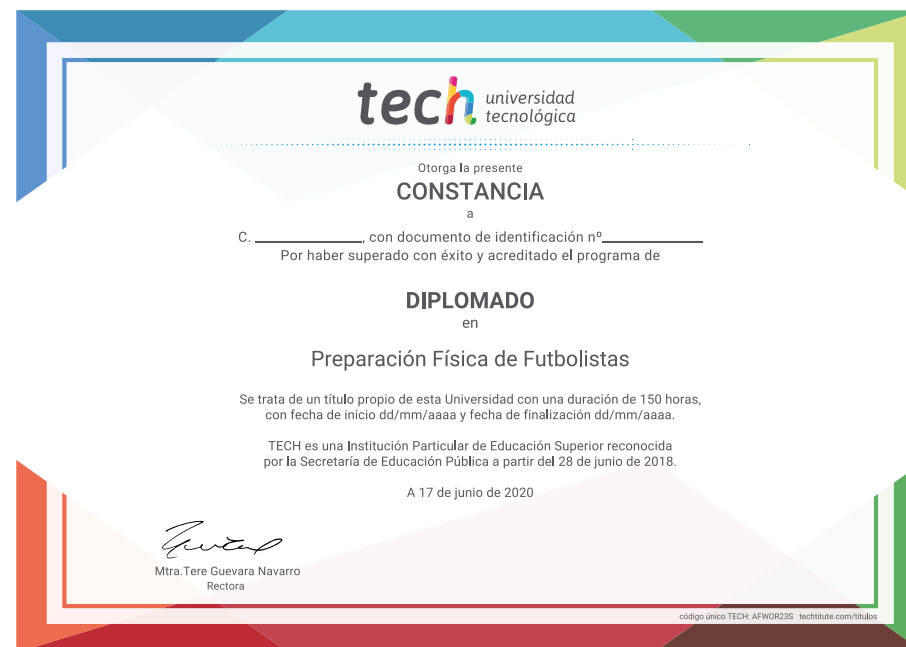 tech universidad
tecnológica
Otorga la presente
CONSTANCIA
a
C. ______________, con documento de identificación nº_____________
Por haber superado con éxito y acreditado el programa de
DIPLOMADO
en
Preparación Física de Futbolistas
Se trata de un título propio de esta Universidad con una duración de 150 horas,
con fecha de inicio dd/mm/aaaa y fecha de finalización dd/mm/aaaa.
TECH es una Institución Particular de Educación Superior reconocida
por la Secretaría de Educación Pública a partir del 28 de junio de 2018.
A 17 de junio de 2020
Mtra.Tere Guevara Navarro
Rectora
código único TECH: AFWOR23S techtitute.com/titulos